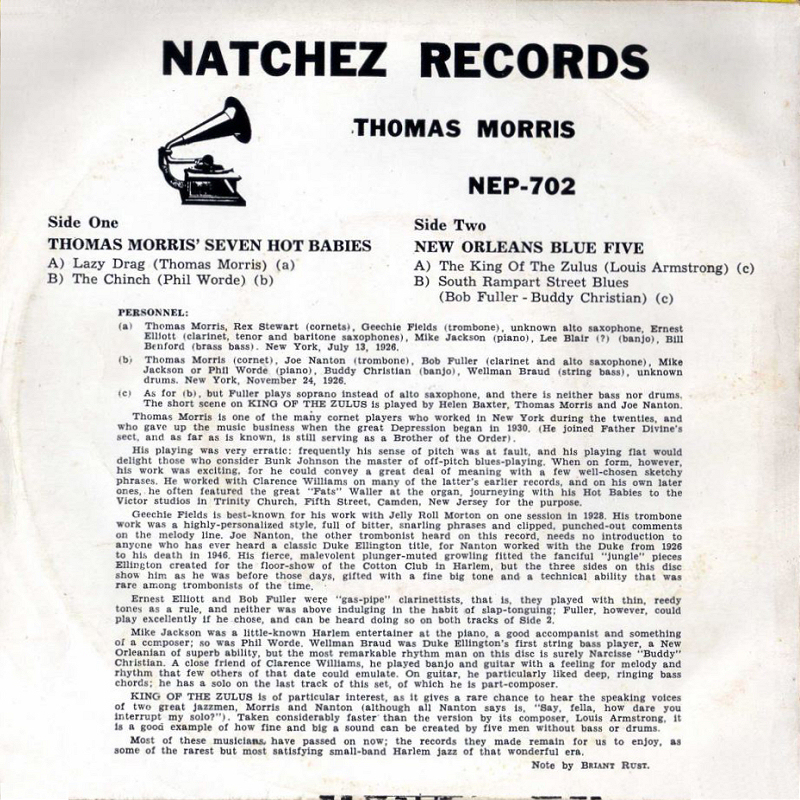 NATCHEZ RECORDS
THOMAS MORRIS
NEP-702
Side One
THOMAS MORRIS' SEVEN HOT BABIES
A) Lazy Drag (Thomas Morris) (a)
B) The Chinch (Phil Worde) (b)
Side Two
NEW ORLEANS BLUE FIVE
A) The King Of The Zulus (Louis Armstrong) (c)
B) South Rampart Street Blues
(Bob Fuller - Buddy Christian) (c)
PERSONNEL:
(a) Thomas Morris, Rex Stewart (cornets), Geechie Fields (trombone), unknown alto saxophone, Ernest
Elliott (clarinet, tenor and baritone saxophones), Mike Jackson (piano), Lee Blair (?) (banjo), Bill
Benford (brass bass). New York, July 13, 1926.
(b) Thomas Morris (cornet), Joe Nanton (trombone), Bob Fuller (clarinet and alto saxophone), Mike
Jackson or Phil Worde (piano), Buddy Christian (banjo), Wellman Braud (string bass), unknown
drums. New York, November 24, 1926.
(c) As for (b), but Fuller plays soprano instead of alto saxophone, and there is neither bass nor drums.
The short scene on KING OF THE ZULUS is played by Helen Baxter, Thomas Morris and Joe Nanton.
Thomas Morris is one of the many cornet players who worked in New York during the twenties, and
who gave up the music business when the great Depression began in 1930. (He joined Father Divine's
sect, and as far as is known, is still serving as a Brother of the Order).
His playing was very erratic: frequently his sense of pitch was at fault, and his playing flat would
delight those who consider Bunk Johnson the master of off-pitch blues-playing. When on form, however,
his work was exciting, for he could convey a great deal of meaning with a few well-chosen sketchy
phrases. He worked with Clarence Williams on many of the latter's earlier records, and on his own later
ones, he often featured the great "Fats" Waller at the organ, journeying with his Hot Babies to the
Victor studios in Trinity Church, Fifth Street, Camden, New Jersey for the purpose.
Geechie Fields is best-known for his work with Jelly Roll Morton on one session in 1928. His trombone
work was a highly-personalized style, full of bitter, snarling phrases and clipped, punched-out comments
on the melody line. Joe Nanton, the other trombonist heard on this record, needs no introduction to
anyone who has ever heard a classic Duke Ellington title, for Nanton worked with the Duke from 1926
to his death in 1946. His fierce, malevolent plunger-muted growling fitted the fanciful "jungle" pieces
Ellington created for the floor-show of the Cotton Club in Harlem, but the three sides on this disc
show him as he was before those days, gifted with a fine big tone and a technical ability that was
rare among trombonists of the time.
Ernest Elliott and Bob Fuller were "gas-pipe" clarinettists, that is, they played with thin, reedy
tones as a rule, and neither was above indulging in the habit of slap-tonguing; Fuller, however, could
play excellently if he chose, and can be heard doing so on both tracks of Side 2.
Mike Jackson was a little-known Harlem entertainer at the piano, a good accompanist and something
of a composer; so was Phil Worde. Wellman Braud was Duke Ellington's first string bass player, a New
Orleanian of superb ability, but the most remarkable rhythm man on this disc is surely Narcisse "Buddy"
Christian. A close friend of Clarence Williams, he played banjo and guitar with a feeling for melody and
rhythm that few others of that date could emulate. On guitar, he particularly liked deep, ringing bass
chords; he has a solo on the last track of this set, of which he is part-composer.
KING OF THE ZULUS is of particular interest, as it gives a rare chance to hear the speaking voices
of two great jazzmen, Morris and Nanton (although all Nanton says is, "Say, fella, how dare you
interrupt my solo?"). Taken considerably faster than the version by its composer, Louis Armstrong, it
is a good example of how fine and big a sound can be created by five men without bass or drums.
Most of these musicians have passed on now; the records they made remain for us to enjoy, as
some of the rarest but most satisfying small-band Harlem jazz of that wonderful era.
Note by BRIANT RUST.